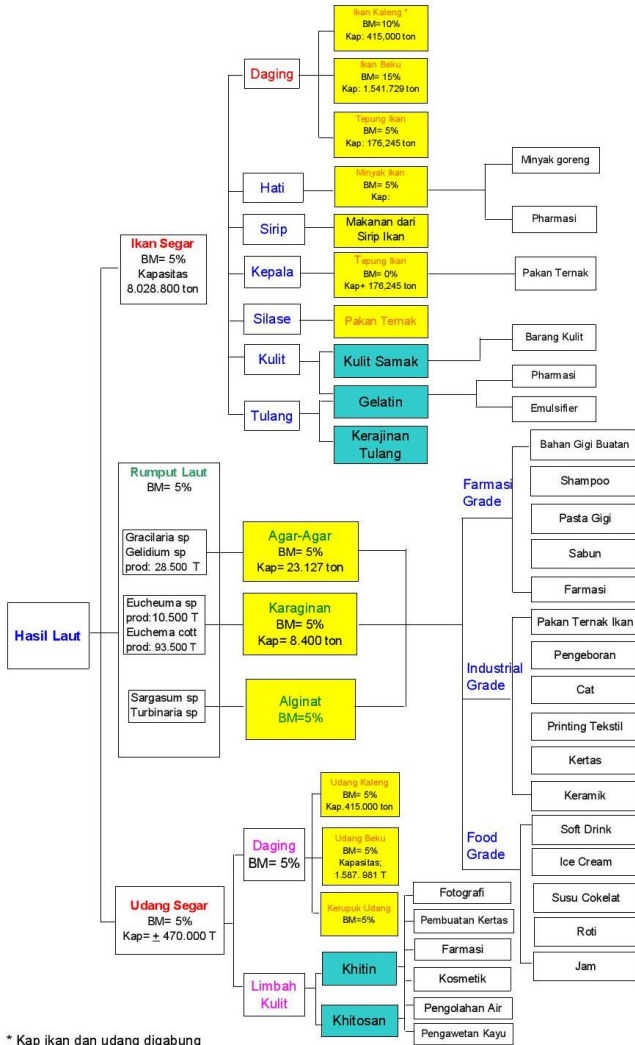 Hasil Laut
Ikan Segar
BM= 5%
Kapasitas
8.028.800 ton
Daging
Ikan Kaleng *
BM=10%
Kap: 415,000 ton
Ikan Beku
BM= 15%
Kap: 1.541.729 ton
Tepung Ikan
BM= 5%
Kap: 176,245 ton
Hati
Minyak Ikan
BM= 5%
Kap:
Minyak goreng
Pharmasi
Sirip
Makanan dari
Sirip Ikan
Kepala
Tepung Ikan
BM= 0%
Kap+ 176,245 ton
Pakan Ternak
Silase
Pakan Ternak
Kulit
Kulit Samak
Barang Kulit
Gelatin
Pharmasi
Emulsifier
Tulang
Kerajinan
Tulang
Rumput Laut
BM= 5%
Gracilaria sp
Gelidium sp
prod: 28.500 T
Agar-Agar
BM= 5%
Kap= 23.127 ton
Eucheuma sp
prod:10.500 T
Euchema cott
prod: 93.500 T
Karaginan
BM= 5%
Kap= 8.400 ton
Sargasum sp
Turbinaria sp
Alginat
BM=5%
Farmasi
Grade
Bahan Gigi Buatan
Shampoo
Pasta Gigi
Sabun
Farmasi
Industrial
Grade
Pakan Ternak Ikan
Pengeboran
Cat
Printing Tekstil
Kertas
Keramik
Food
Grade
Soft Drink
Ice Cream
Susu Cokelat
Roti
Jam
Udang Segar
BM= 5%
Kap= ± 470.000 T
Daging
BM= 5%
Udang Kaleng
BM= 5%
Kap.415.000 ton
Udang Beku
BM= 5%
Kapasitas;
1.587. 981 T
Kerupuk Udang
BM=5%
Limbah
Kulit
Khitin
Khitosan
Fotografi
Pembuatan Kertas
Farmasi
Kosmetik
Pengolahan Air
Pengawetan Kayu
* Kap ikan dan udang digabung